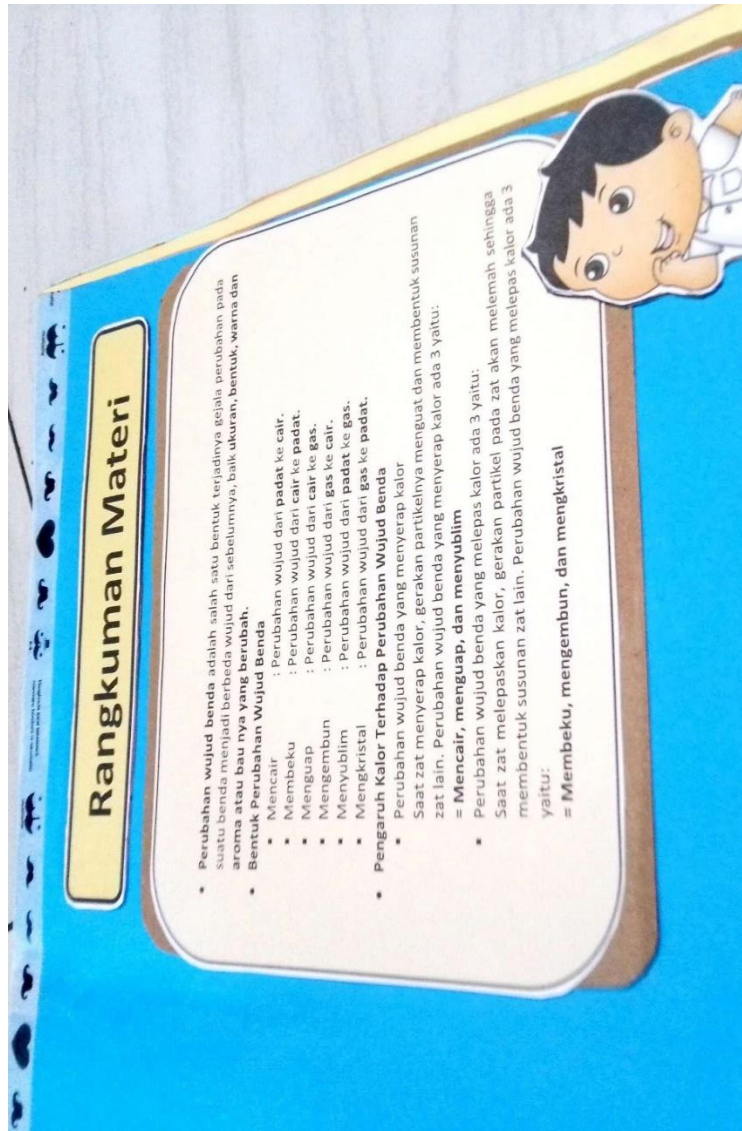 Rangkuman Materi
• Perubahan wujud benda adalah salah satu bentuk terjadinya gejala perubahan pada
suatu benda menjadi berbeda wujud dari sebelumnya, baik ukuran, bentuk, warna dan
aroma atau bau nya yang berubah.
• Bentuk Perubahan Wujud Benda
▪ Mencair : Perubahan wujud dari padat ke cair.
▪ Membeku : Perubahan wujud dari cair ke padat.
▪ Menguap : Perubahan wujud dari cair ke gas.
▪ Mengembun : Perubahan wujud dari gas ke cair.
▪ Menyublim : Perubahan wujud dari padat ke gas.
▪ Mengkristal : Perubahan wujud dari gas ke padat.
• Pengaruh Kalor Terhadap Perubahan Wujud Benda
▪ Perubahan wujud benda yang menyerap kalor
Saat zat menyerap kalor, gerakan partikelnya menguat dan membentuk susunan
zat lain. Perubahan wujud benda yang menyerap kalor ada 3 yaitu:
= Mencair, menguap, dan menyublim
▪ Perubahan wujud benda yang melepas kalor ada 3 yaitu:
Saat zat melepaskan kalor, gerakan partikel pada zat akan melemah sehingga
membentuk susunan zat lain. Perubahan wujud benda yang melepas kalor ada 3
yaitu:
= Membeku, mengembun, dan mengkristal